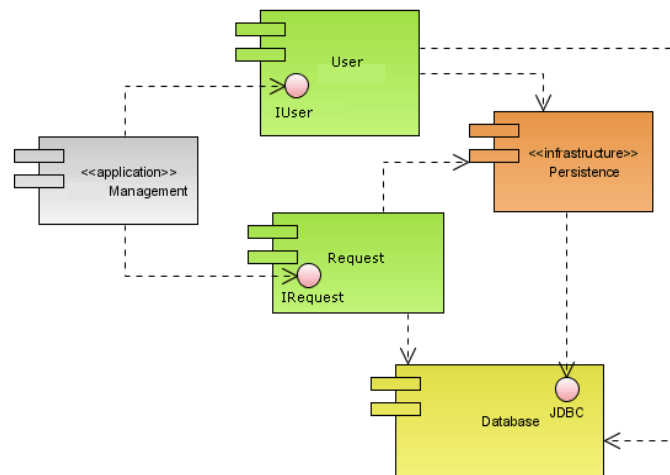 User
IUser
<<application>>
Management
<<infrastructure>>
Persistence
Request
IRequest
JDBC
Database